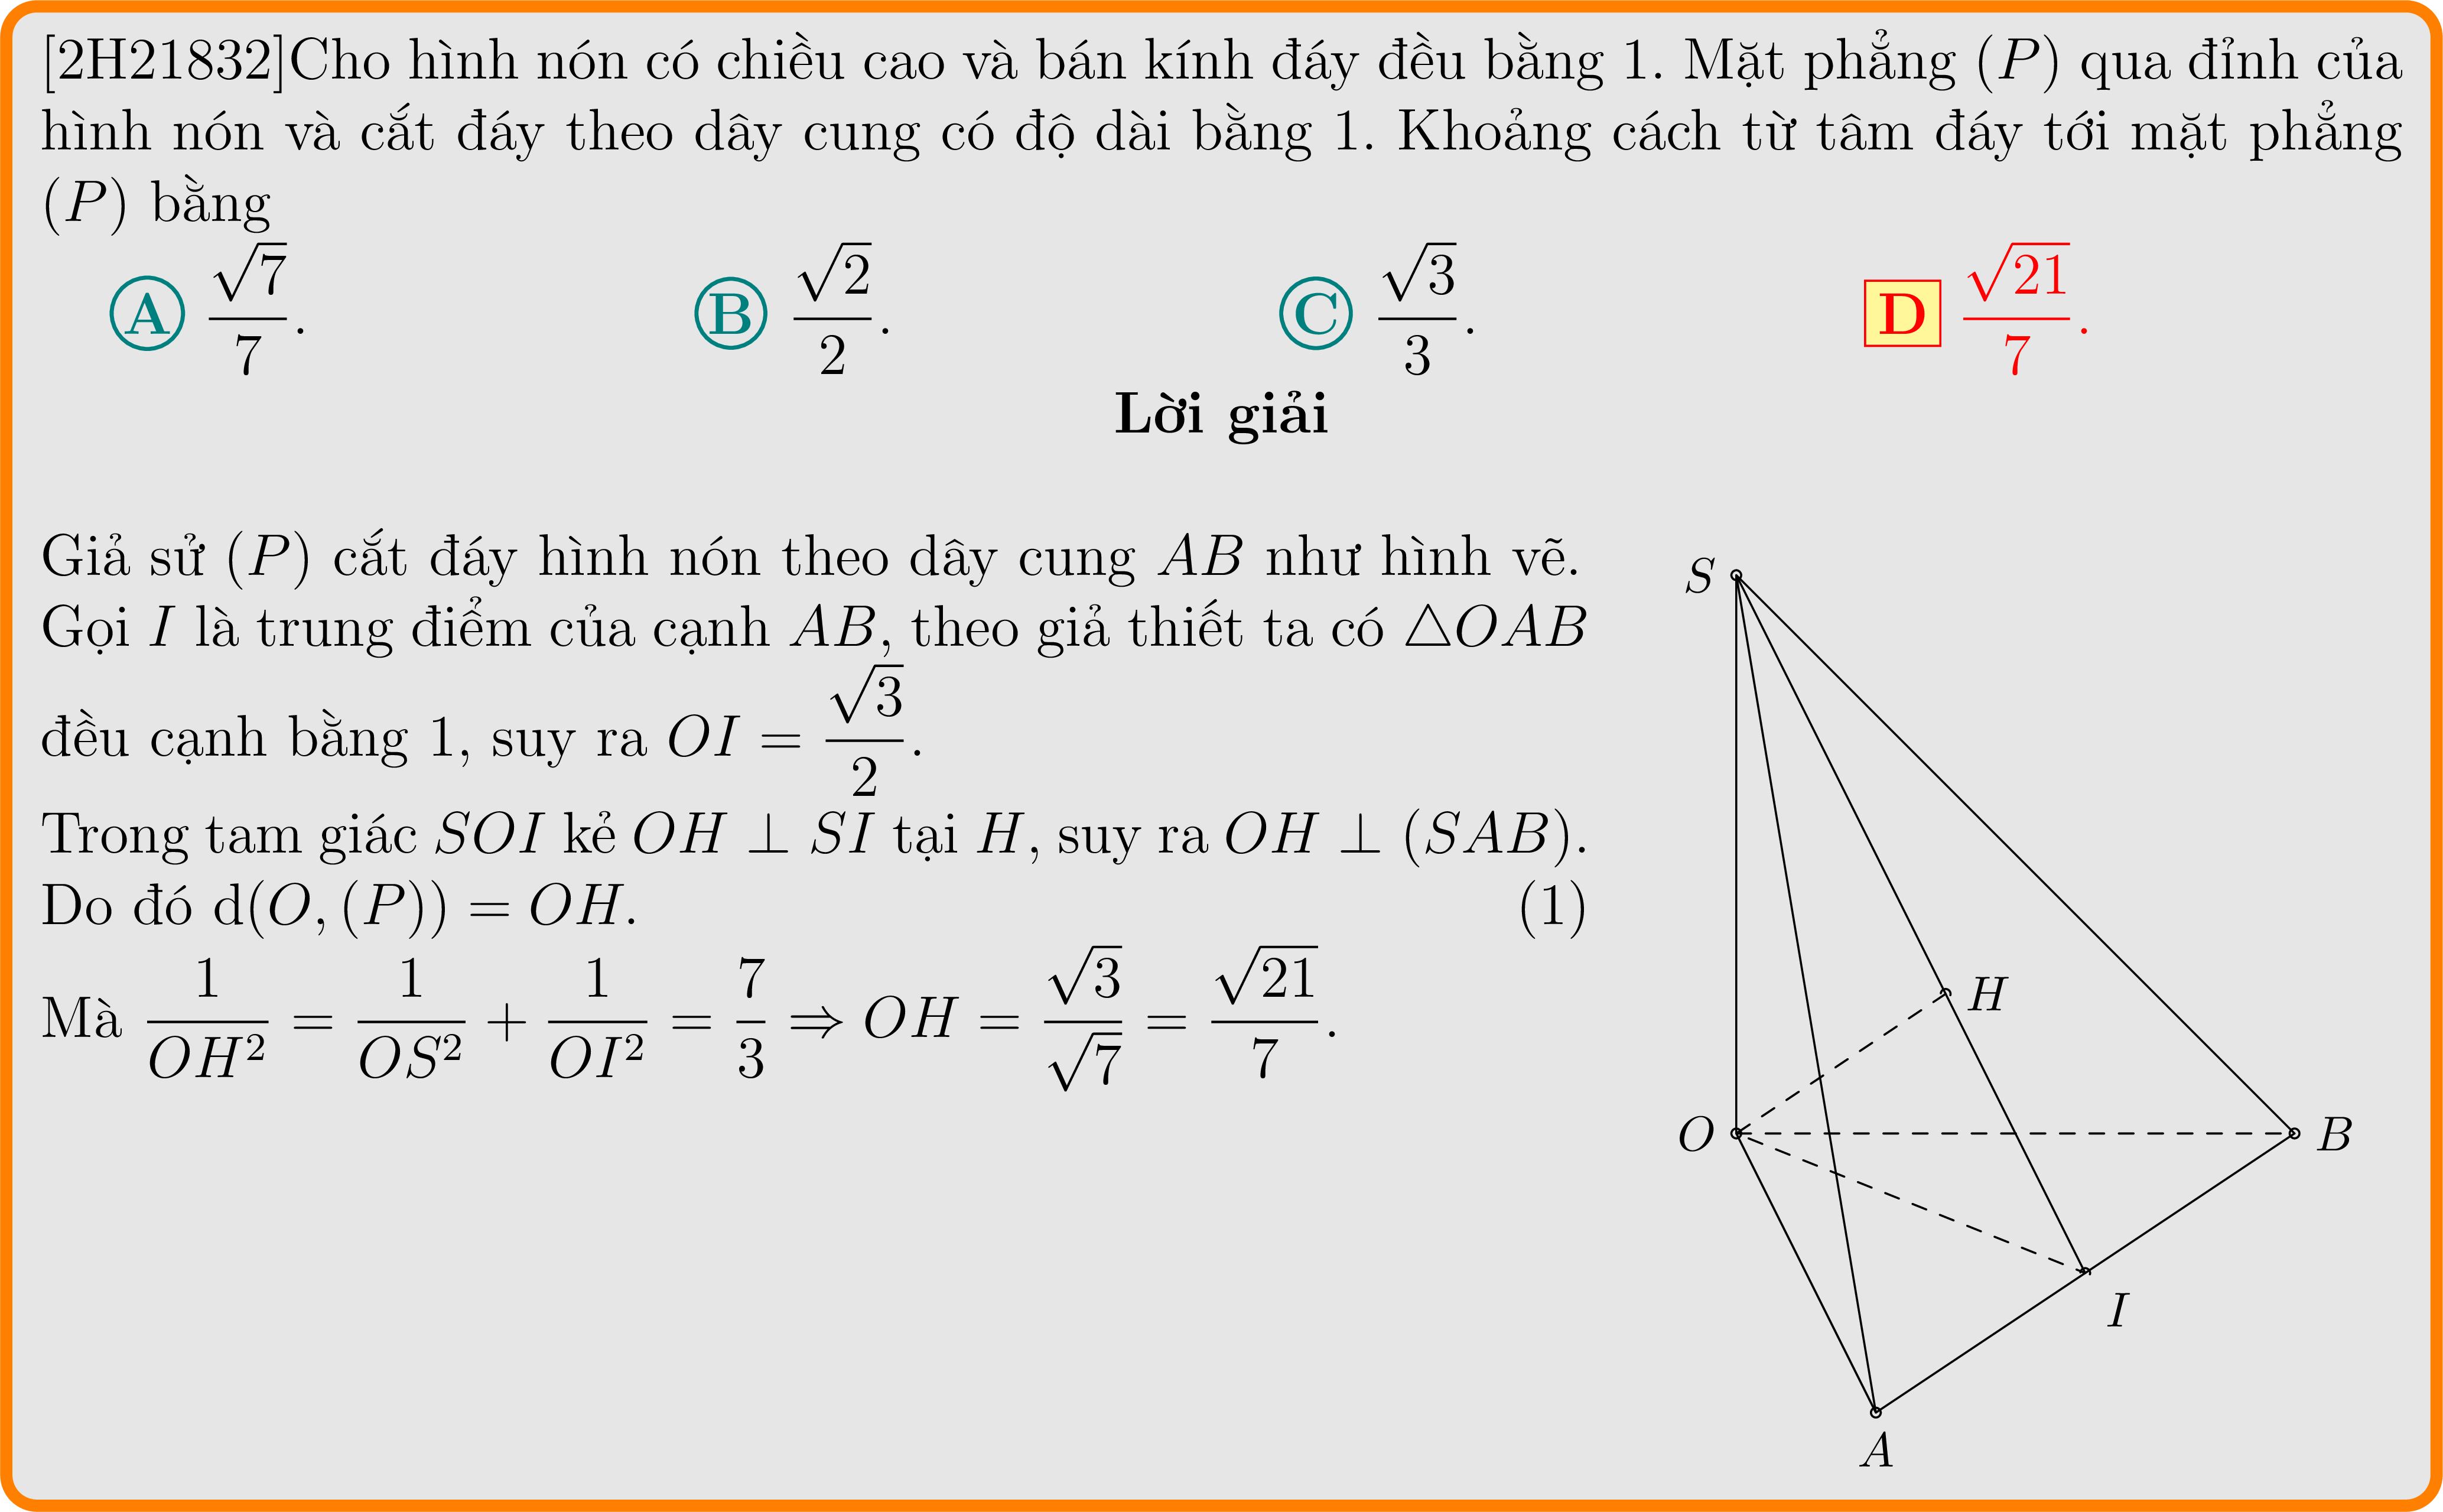 [2H21832]Cho hình nón có chiều cao và bán kính đáy đều bằng 1. Mặt phẳng (P) qua đỉnh của
hình nón và cắt đáy theo dây cung có độ dài bằng 1. Khoảng cách từ tâm đáy tới mặt phẳng
(P) bằng
A $\frac{\sqrt{7}}{7}$. B $\frac{\sqrt{2}}{2}$. C $\frac{\sqrt{3}}{3}$. D $\frac{\sqrt{21}}{7}$.
Lời giải
Giả sử (P) cắt đáy hình nón theo dây cung AB như hình vẽ.
Gọi I là trung điểm của cạnh AB, theo giả thiết ta có △OAB
đều cạnh bằng 1, suy ra $OI = \frac{\sqrt{3}}{2}$.
Trong tam giác SOI kẻ OH ⊥ SI tại H, suy ra OH ⊥ (SAB).
Do đó d(O, (P)) = OH. (1)
Mà $\frac{1}{OH^2} = \frac{1}{OS^2} + \frac{1}{OI^2} = \frac{7}{3} \Rightarrow OH = \frac{\sqrt{3}}{\sqrt{7}} = \frac{\sqrt{21}}{7}$.
S
H
O
B
I
A